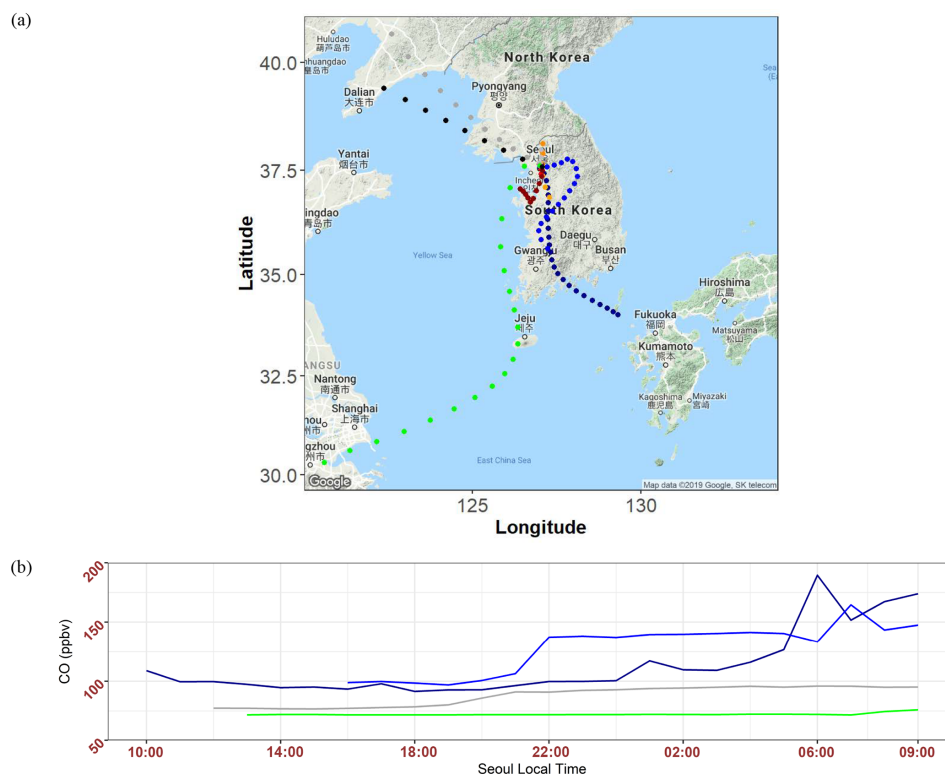 (a)
Huludao
葫芦岛市
North Korea
40.0
Dalian
大连市
Pyongyang
평양
Yantai
烟台市
37.5
Seoul
Incheon
South Korea
Daegu
대구
Busan
부산
Gwangju
광주
35.0
Latitude
Yellow Sea
Hiroshima
広島
Fukuoka
福岡
Matsuyama
松山
Jeju
제주
Kumamoto
熊本
32.5
ANGSU
Nantong
南通市
Kagoshima
鹿児島
Miyazaki
宮崎
Shanghai
上海市
gzhou
州市
30.0
East China Sea
Google
Map data ©2019 Google, SK telecom
125
130
Longitude
(b)
200
150
100
50
CO (ppbv)
10:00
14:00
18:00
22:00
02:00
06:00
09:00
Seoul Local Time